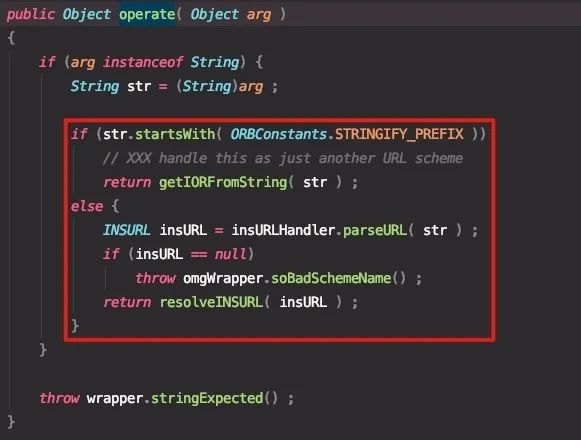 public Object operate( Object arg )
{
    if (arg instanceof String) {
        String str = (String)arg ;
        if (str.startsWith( ORBConstants.STRINGIFY_PREFIX ))
            // XXX handle this as just another URL scheme
            return getIORFromString( str ) ;
        else {
            INSURL insURL = insURLHandler.parseURL( str ) ;
            if (insURL == null)
                throw omgWrapper.soBadSchemeName() ;
            return resolveINSURL( insURL ) ;
        }
    }
    throw wrapper.stringExpected() ;
}